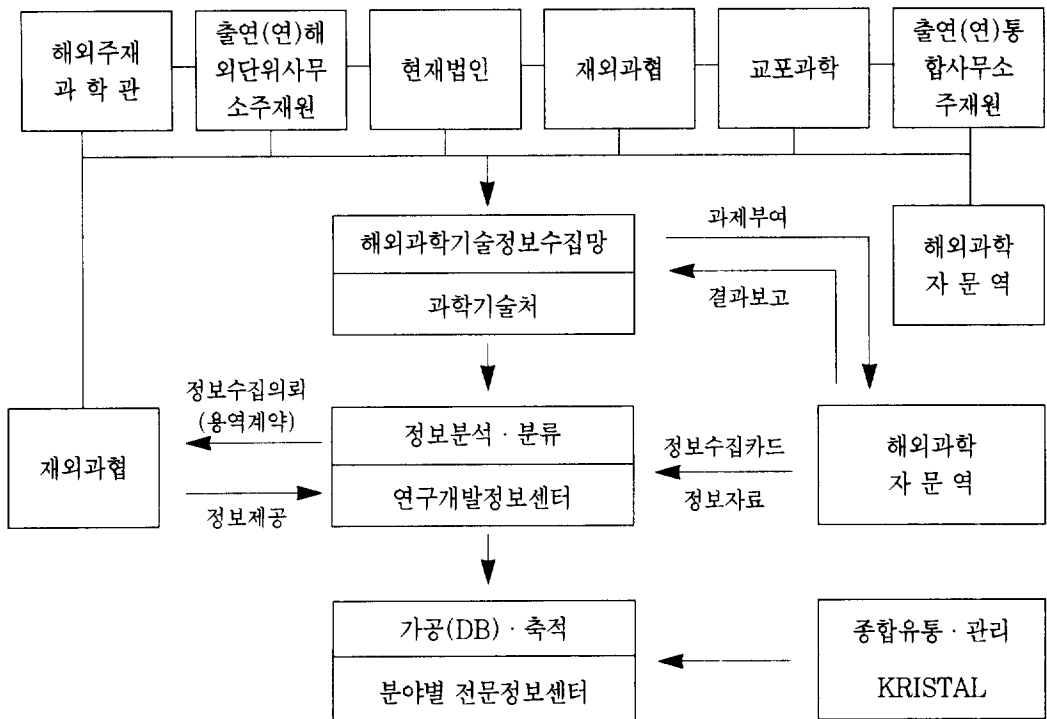 해외주재
과 학 관
출연(연)해
외단위사무
소주재원
현재법인
재외과협
교포과학
출연(연)통
합사무소
주재원
해외과학기술정보수집망
과학기술처
과제부여
결과보고
해외과학
자 문 역
재외과협
정보수집의뢰
(용역계약)
정보제공
정보분석 · 분류
연구개발정보센터
정보수집카드
정보자료
해외과학
자 문 역
가공(DB) · 축적
분야별 전문정보센터
종합유통 · 관리
KRISTAL